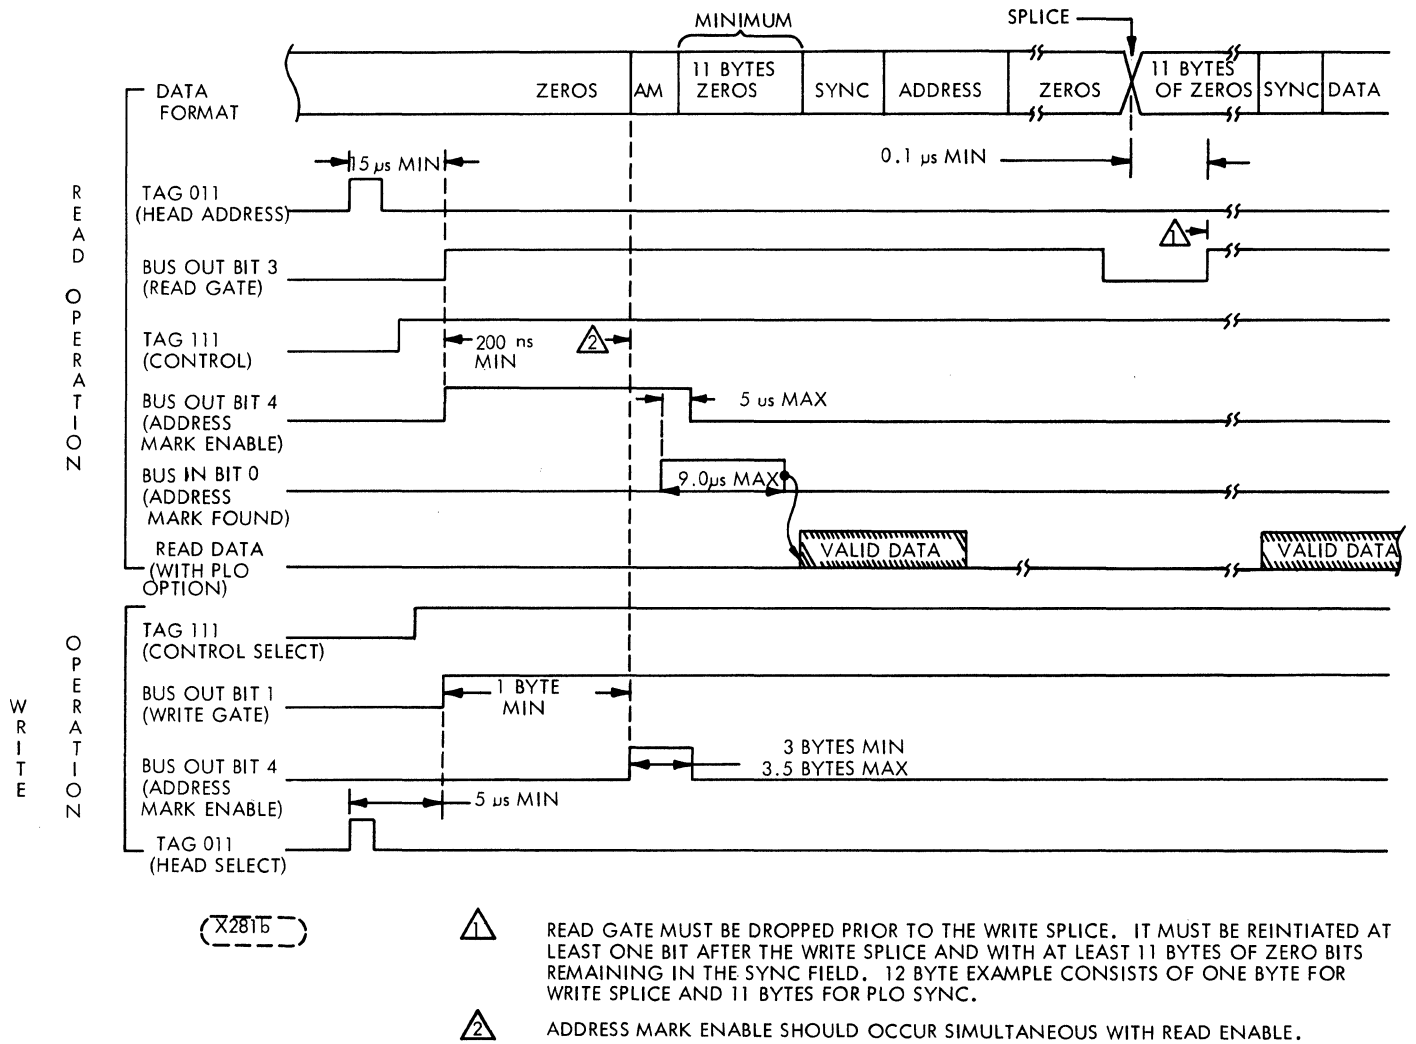 MINIMUM
SPLICE
DATA
FORMAT
ZEROS
AM
11 BYTES
ZEROS
SYNC
ADDRESS
ZEROS
11 BYTES
OF ZEROS
SYNC
DATA
15 µs MIN
0.1 µs MIN
READ OPERATION
TAG 011
(HEAD ADDRESS)
1
BUS OUT BIT 3
(READ GATE)
TAG 111
(CONTROL)
200 ns
MIN
2
BUS OUT BIT 4
(ADDRESS
MARK ENABLE)
5 us MAX
BUS IN BIT 0
(ADDRESS
MARK FOUND)
9.0µs MAX
READ DATA
(WITH PLO
OPTION)
VALID DATA
VALID DATA
WRITE
OPERATION
TAG 111
(CONTROL SELECT)
BUS OUT BIT 1
(WRITE GATE)
1 BYTE
MIN
BUS OUT BIT 4
(ADDRESS
MARK ENABLE)
3 BYTES MIN
3.5 BYTES MAX
5 µs MIN
TAG 011
(HEAD SELECT)
X281b
1
READ GATE MUST BE DROPPED PRIOR TO THE WRITE SPLICE. IT MUST BE REINTIATED AT
LEAST ONE BIT AFTER THE WRITE SPLICE AND WITH AT LEAST 11 BYTES OF ZERO BITS
REMAINING IN THE SYNC FIELD. 12 BYTE EXAMPLE CONSISTS OF ONE BYTE FOR
WRITE SPLICE AND 11 BYTES FOR PLO SYNC.
2
ADDRESS MARK ENABLE SHOULD OCCUR SIMULTANEOUS WITH READ ENABLE.